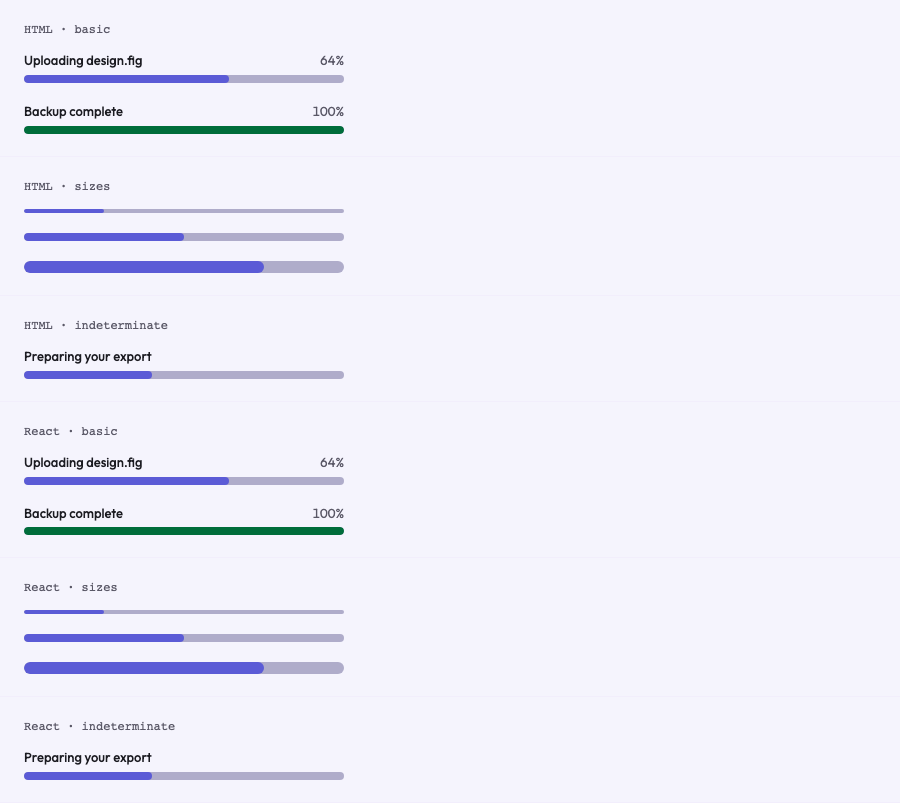 HTML · basic
Uploading design.fig 64%
Backup complete 100%
HTML · sizes
HTML · indeterminate
Preparing your export
React · basic
Uploading design.fig 64%
Backup complete 100%
React · sizes
React · indeterminate
Preparing your export